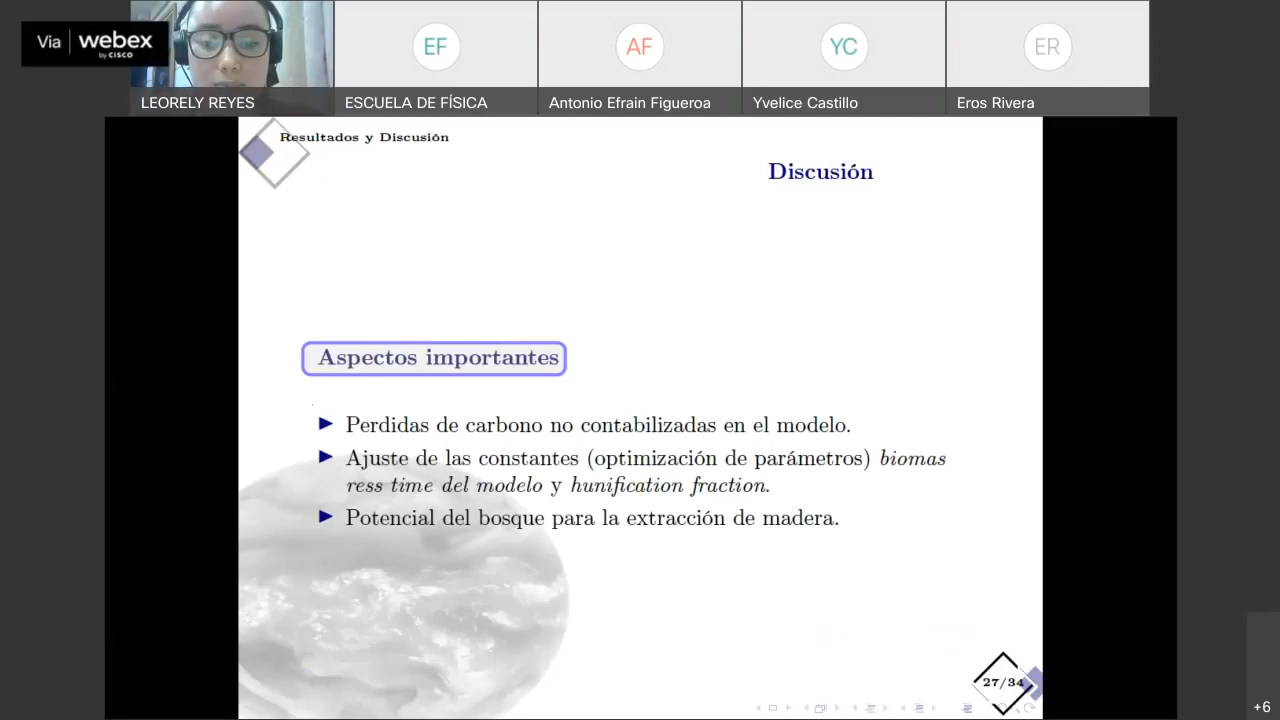 Via webex
by CISCO
EF
AF
YC
ER
LEORELY REYES
ESCUELA DE FÍSICA
Antonio Efrain Figueroa
Yvelice Castillo
Eros Rivera
Resultados y Discusión
Discusión
Aspectos importantes
Perdidas de carbono no contabilizadas en el modelo.
Ajuste de las constantes (optimización de parámetros) biomas
ress time del modelo y hunification fraction.
Potencial del bosque para la extracción de madera.
27/34
+6